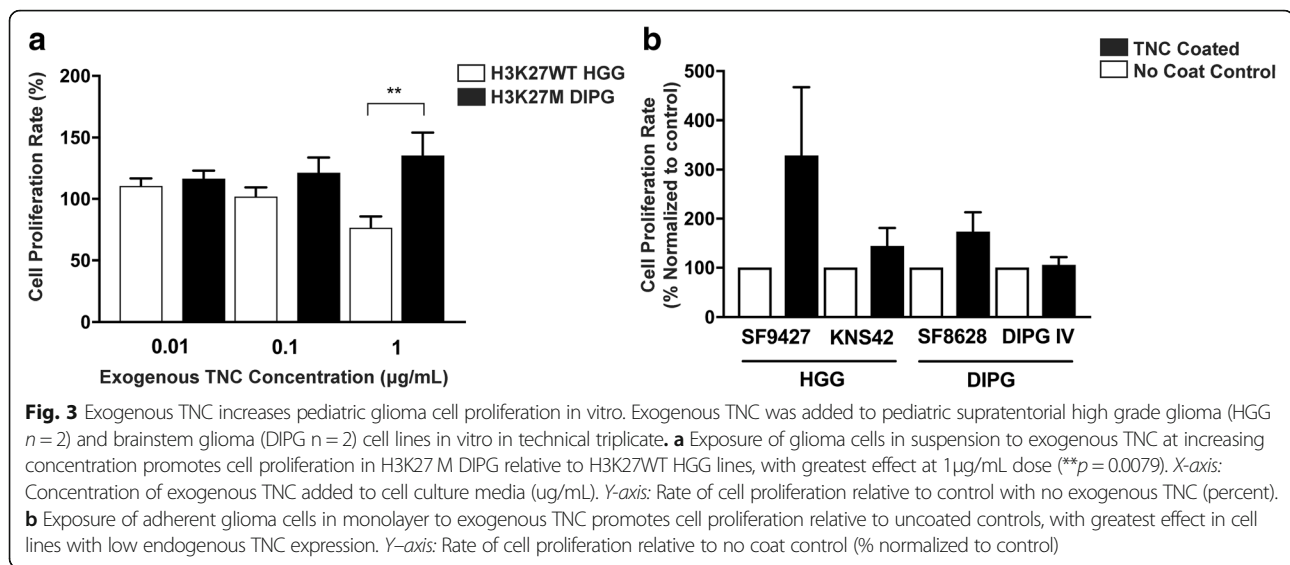 a
200
150
100
50
0
Cell Proliferation Rate (%)
**
H3K27WT HGG
H3K27M DIPG
0.01 0.1 1
Exogenous TNC Concentration (µg/mL)
b
TNC Coated
No Coat Control
500
400
300
200
100
0
Cell Proliferation Rate
(% Normalized to control)
SF9427 KNS42 SF8628 DIPG IV
HGG DIPG
Fig. 3 Exogenous TNC increases pediatric glioma cell proliferation in vitro. Exogenous TNC was added to pediatric supratentorial high grade glioma (HGG
n = 2) and brainstem glioma (DIPG n = 2) cell lines in vitro in technical triplicate. a Exposure of glioma cells in suspension to exogenous TNC at increasing
concentration promotes cell proliferation in H3K27 M DIPG relative to H3K27WT HGG lines, with greatest effect at 1µg/mL dose (**p = 0.0079). X-axis:
Concentration of exogenous TNC added to cell culture media (ug/mL). Y-axis: Rate of cell proliferation relative to control with no exogenous TNC (percent).
b Exposure of adherent glioma cells in monolayer to exogenous TNC promotes cell proliferation relative to uncoated controls, with greatest effect in cell
lines with low endogenous TNC expression. Y–axis: Rate of cell proliferation relative to no coat control (% normalized to control)